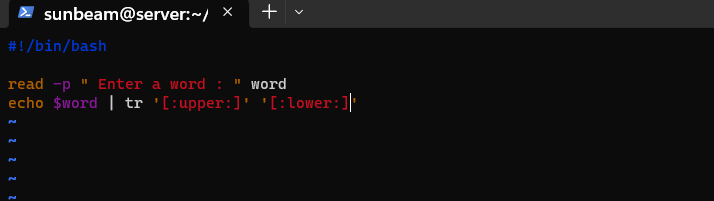 sunbeam@server:~/
#!/bin/bash
read -p " Enter a word : " word
echo $word | tr '[:upper:]' '[:lower:]'
~
~
~
~
~